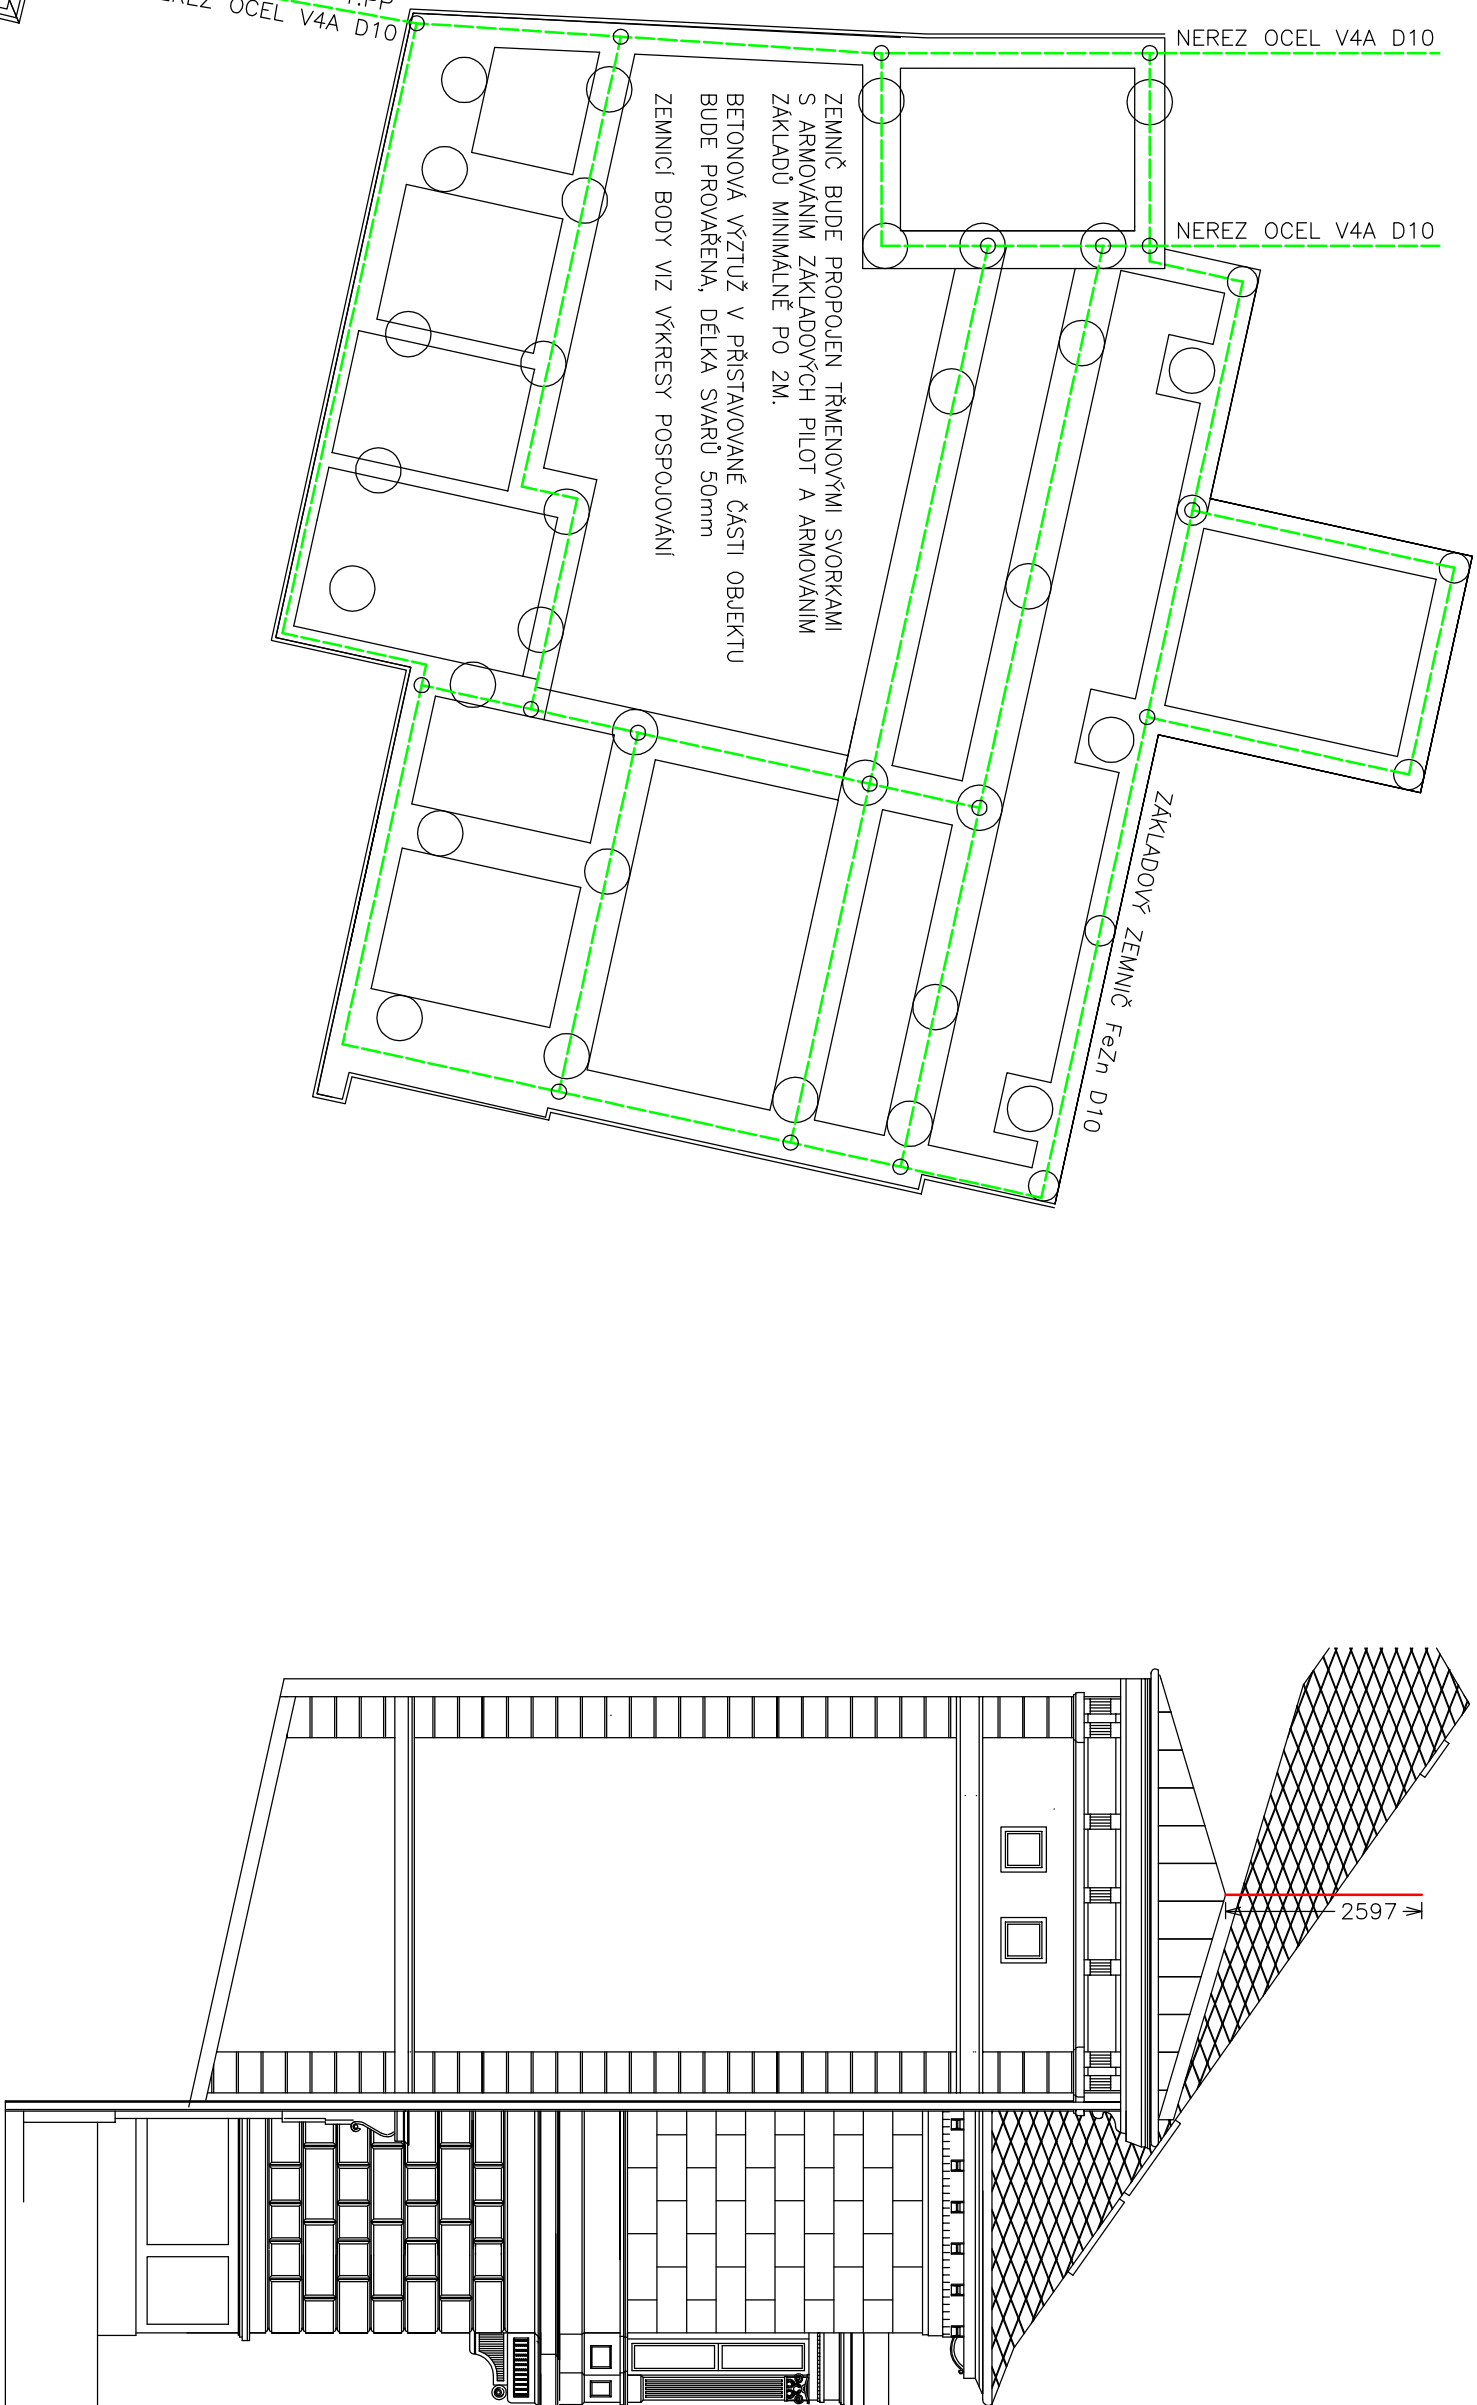 1.PP
NEREZ OCEL V4A D10
NEREZ OCEL V4A D10
NEREZ OCEL V4A D10
ZEMNIČ BUDE PROPOJEN TŘMENOVÝMI SVORKAMI
S ARMOVÁNÍM ZÁKLADOVÝCH PILOT A ARMOVÁNÍM
ZÁKLADŮ MINIMÁLNĚ PO 2M.
BETONOVÁ VÝZTUŽ V PŘISTAVOVANÉ ČÁSTI OBJEKTU
BUDE PROVAŘENA, DÉLKA SVARŮ 50mm
ZEMNICÍ BODY VIZ VÝKRESY POSPOJOVÁNÍ
ZÁKLADOVÝ ZEMNIČ FeZn D10
2597